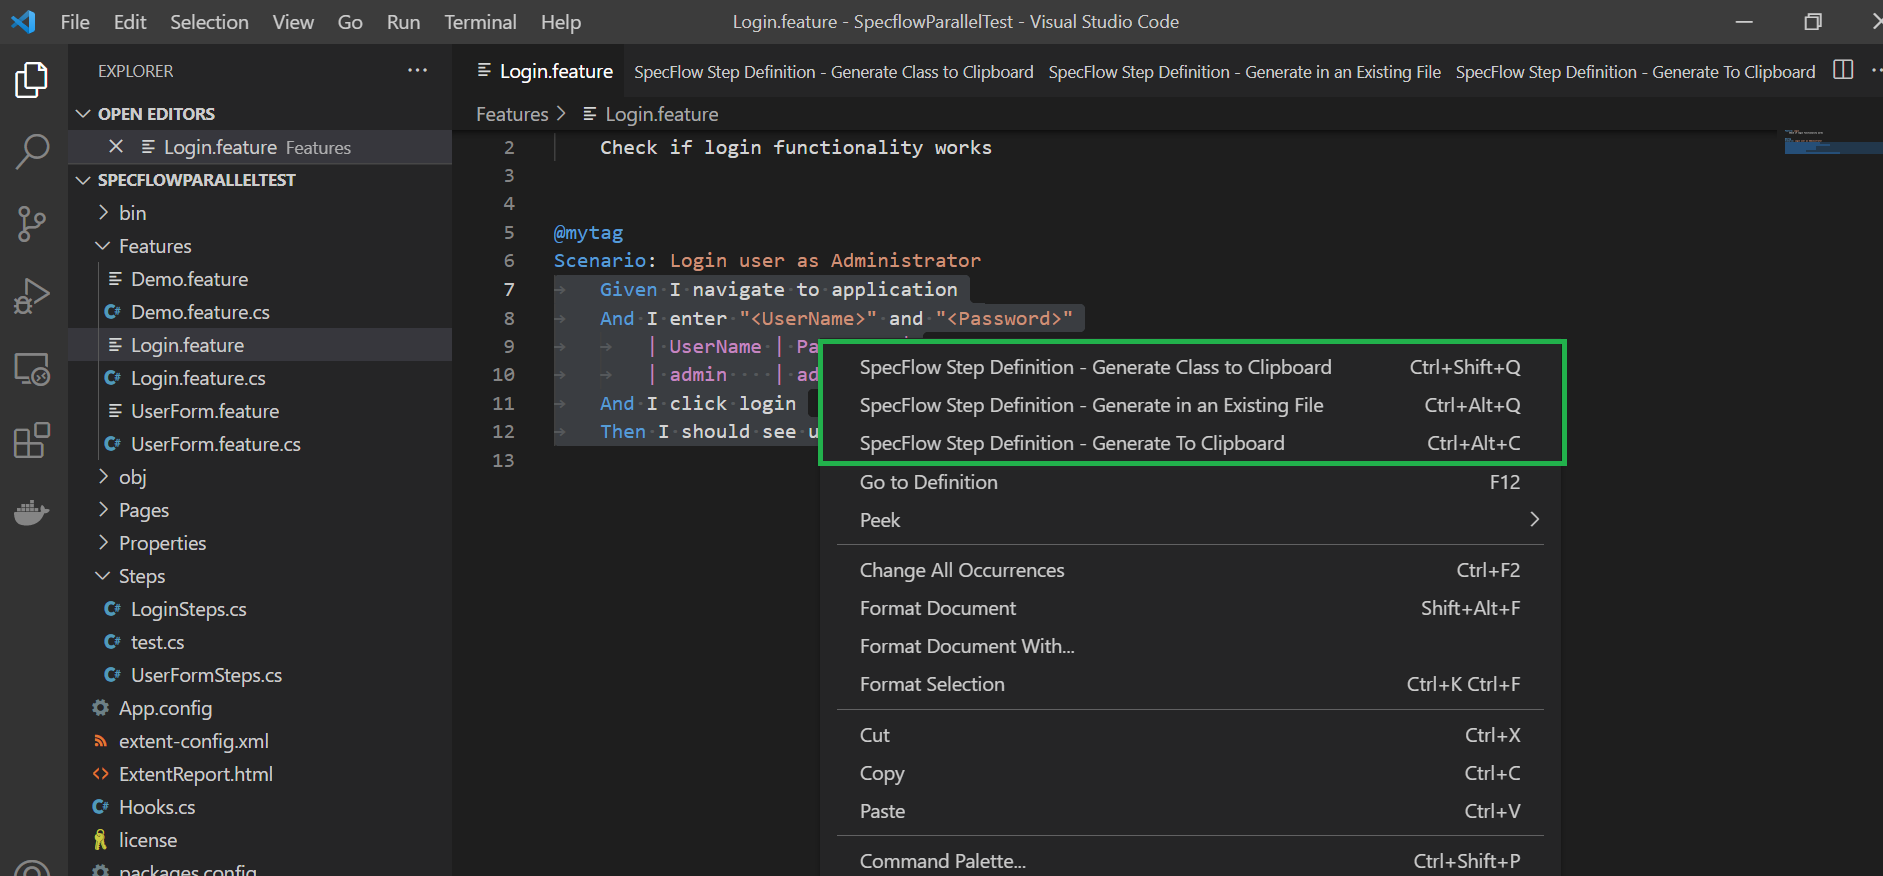 File Edit Selection View Go Run Terminal Help Login.feature - SpecflowParallelTest - Visual Studio Code
EXPLORER ···
OPEN EDITORS
Login.feature Features
SPECFLOWPARALLELTEST
bin
Features
Demo.feature
Demo.feature.cs
Login.feature
Login.feature.cs
UserForm.feature
UserForm.feature.cs
obj
Pages
Properties
Steps
LoginSteps.cs
test.cs
UserFormSteps.cs
App.config
extent-config.xml
ExtentReport.html
Hooks.cs
license
packages.config
Login.feature SpecFlow Step Definition - Generate Class to Clipboard SpecFlow Step Definition - Generate in an Existing File SpecFlow Step Definition - Generate To Clipboard
Features > Login.feature
2 Check if login functionality works
3
4
5 @mytag
6 Scenario: Login user as Administrator
7 Given I navigate to application
8 And I enter "<UserName>" and "<Password>"
9 | UserName | Pa
10 | admin | ad
11 And I click login
12 Then I should see u
13
SpecFlow Step Definition - Generate Class to Clipboard Ctrl+Shift+Q
SpecFlow Step Definition - Generate in an Existing File Ctrl+Alt+Q
SpecFlow Step Definition - Generate To Clipboard Ctrl+Alt+C
Go to Definition F12
Peek
Change All Occurrences Ctrl+F2
Format Document Shift+Alt+F
Format Document With...
Format Selection Ctrl+K Ctrl+F
Cut Ctrl+X
Copy Ctrl+C
Paste Ctrl+V
Command Palette... Ctrl+Shift+P